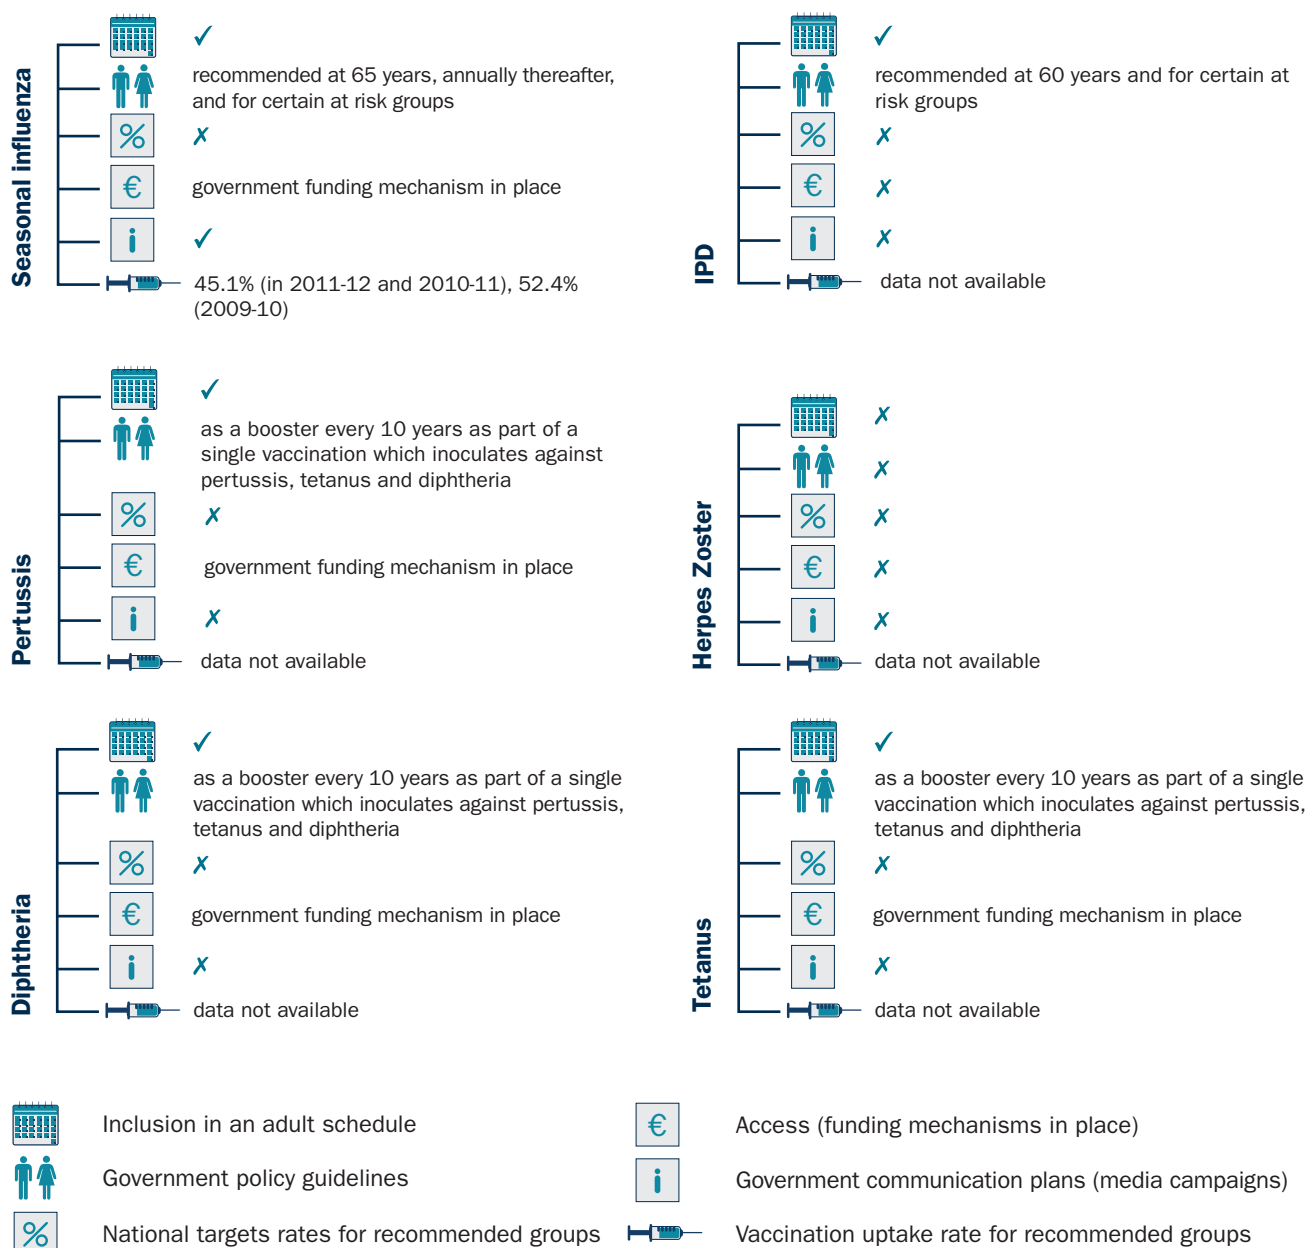 Seasonal influenza
✓
recommended at 65 years, annually thereafter,
and for certain at risk groups
%
✗
€
government funding mechanism in place
i
✓
45.1% (in 2011-12 and 2010-11), 52.4%
(2009-10)
IPD
✓
recommended at 60 years and for certain at
risk groups
%
✗
€
✗
i
✗
data not available
Pertussis
✓
as a booster every 10 years as part of a
single vaccination which inoculates against
pertussis, tetanus and diphtheria
%
✗
€
government funding mechanism in place
i
✗
data not available
Herpes Zoster
✗
✗
%
✗
€
✗
i
✗
data not available
Diphtheria
✓
as a booster every 10 years as part of a single
vaccination which inoculates against pertussis,
tetanus and diphtheria
%
✗
€
government funding mechanism in place
i
✗
data not available
Tetanus
✓
as a booster every 10 years as part of a single
vaccination which inoculates against pertussis,
tetanus and diphtheria
%
✗
€
government funding mechanism in place
i
✗
data not available
Inclusion in an adult schedule
Government policy guidelines
% National targets rates for recommended groups
€ Access (funding mechanisms in place)
i Government communication plans (media campaigns)
Vaccination uptake rate for recommended groups